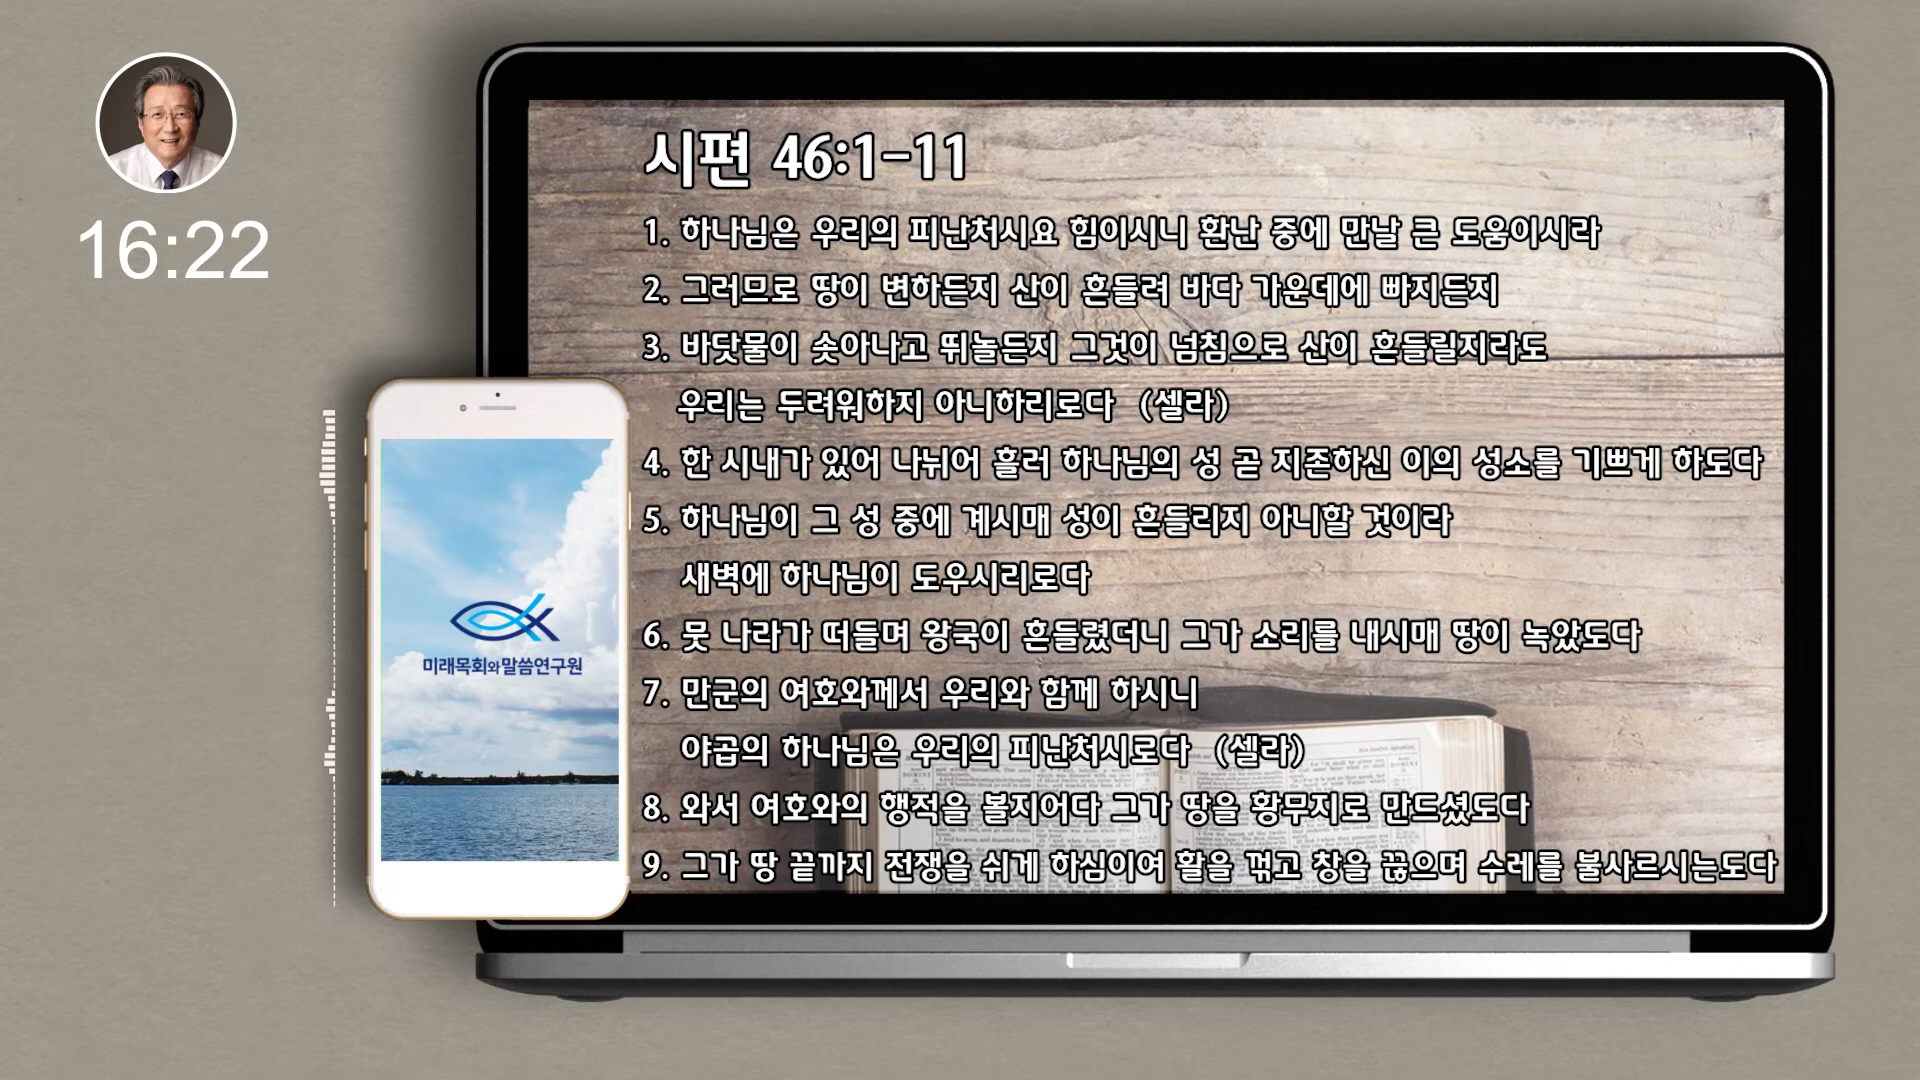 16:22
미래목회와말씀연구원
시편 46:1-11
1. 하나님은 우리의 피난처시요 힘이시니 환난 중에 만날 큰 도움이시라
2. 그러므로 땅이 변하든지 산이 흔들려 바다 가운데에 빠지든지
3. 바닷물이 솟아나고 뛰놀든지 그것이 넘침으로 산이 흔들릴지라도
우리는 두려워하지 아니하리로다 (셀라)
4. 한 시내가 있어 나뉘어 흘러 하나님의 성 곧 지존하신 이의 성소를 기쁘게 하도다
5. 하나님이 그 성 중에 계시매 성이 흔들리지 아니할 것이라
새벽에 하나님이 도우시리로다
6. 뭇 나라가 떠들며 왕국이 흔들렸더니 그가 소리를 내시매 땅이 녹았도다
7. 만군의 여호와께서 우리와 함께 하시니
야곱의 하나님은 우리의 피난처시로다 (셀라)
8. 와서 여호와의 행적을 볼지어다 그가 땅을 황무지로 만드셨도다
9. 그가 땅 끝까지 전쟁을 쉬게 하심이여 활을 꺾고 창을 끊으며 수레를 불사르시는도다